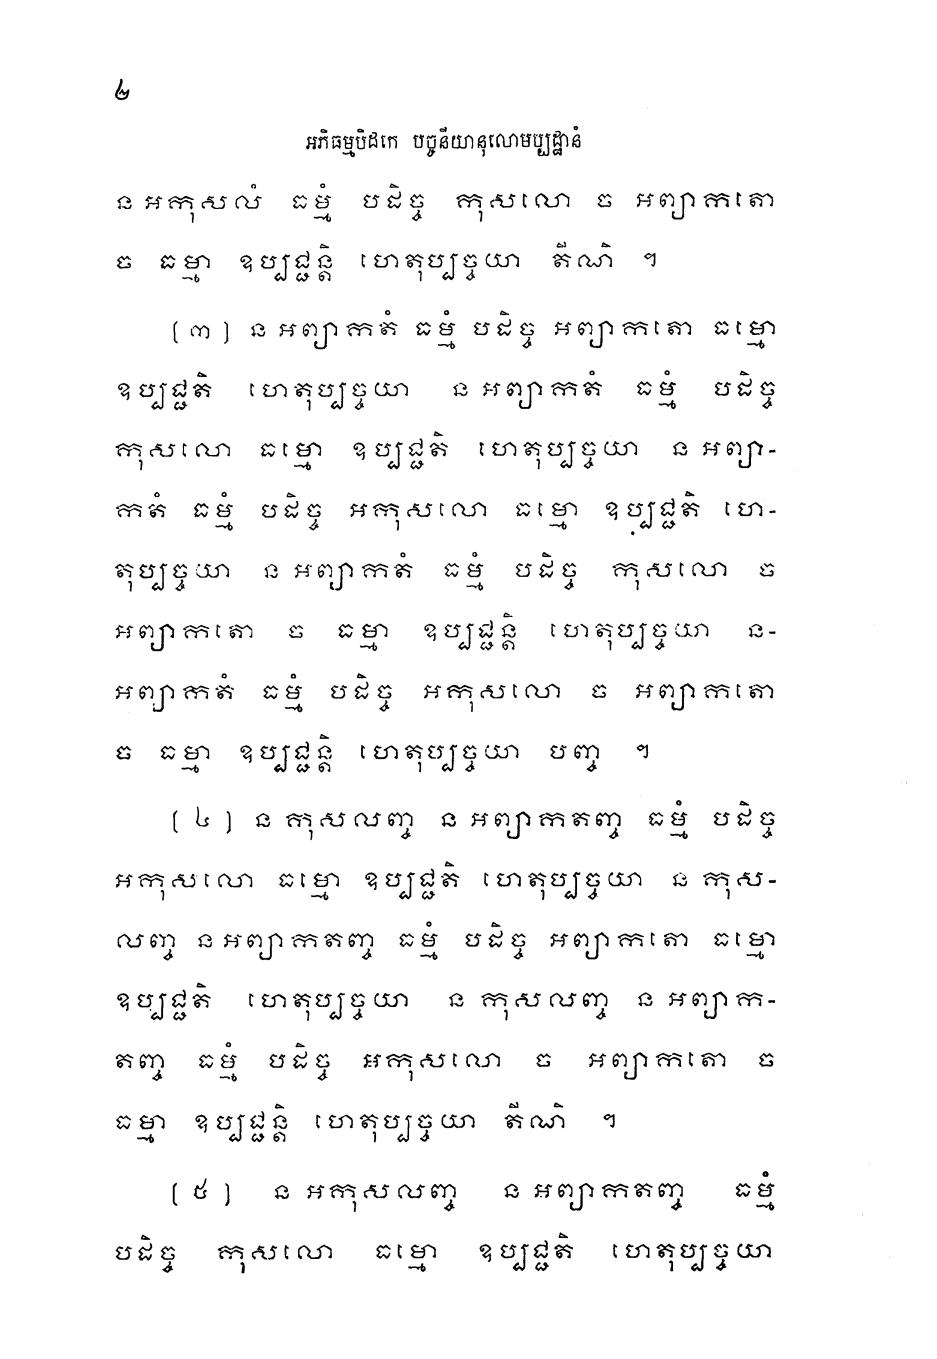 ៤
អភិធម្មបិដកេ បច្ចនីយានុលោមប្បដ្ឋានំ
ន អកុសលំ ធម្មំ បដិច្ច កុសលោ ច អព្យាកតោ
ច ធម្មា ឧប្បជ្ជន្តិ ហេតុប្បច្ចយា តីណិ ។
(៣) ន អព្យាកតំ ធម្មំ បដិច្ច អព្យាកតោ ធម្មោ
ឧប្បជ្ជតិ ហេតុប្បច្ចយា ន អព្យាកតំ ធម្មំ បដិច្ច
កុសលោ ធម្មោ ឧប្បជ្ជតិ ហេតុប្បច្ចយា ន អព្យា-
កតំ ធម្មំ បដិច្ច អកុសលោ ធម្មោ ឧប្បជ្ជតិ ហេ-
តុប្បច្ចយា ន អព្យាកតំ ធម្មំ បដិច្ច កុសលោ ច
អព្យាកតោ ច ធម្មា ឧប្បជ្ជន្តិ ហេតុប្បច្ចយា ន-
អព្យាកតំ ធម្មំ បដិច្ច អកុសលោ ច អព្យាកតោ
ច ធម្មា ឧប្បជ្ជន្តិ ហេតុប្បច្ចយា បញ្ច ។
(៤) ន កុសលញ្ច ន អព្យាកតញ្ច ធម្មំ បដិច្ច
អកុសលោ ធម្មោ ឧប្បជ្ជតិ ហេតុប្បច្ចយា ន កុស-
លញ្ច ន អព្យាកតញ្ច ធម្មំ បដិច្ច អព្យាកតោ ធម្មោ
ឧប្បជ្ជតិ ហេតុប្បច្ចយា ន កុសលញ្ច ន អព្យាក-
តញ្ច ធម្មំ បដិច្ច អកុសលោ ច អព្យាកតោ ច
ធម្មា ឧប្បជ្ជន្តិ ហេតុប្បច្ចយា តីណិ ។
(៥) ន អកុសលញ្ច ន អព្យាកតញ្ច ធម្មំ
បដិច្ច កុសលោ ធម្មោ ឧប្បជ្ជតិ ហេតុប្បច្ចយា